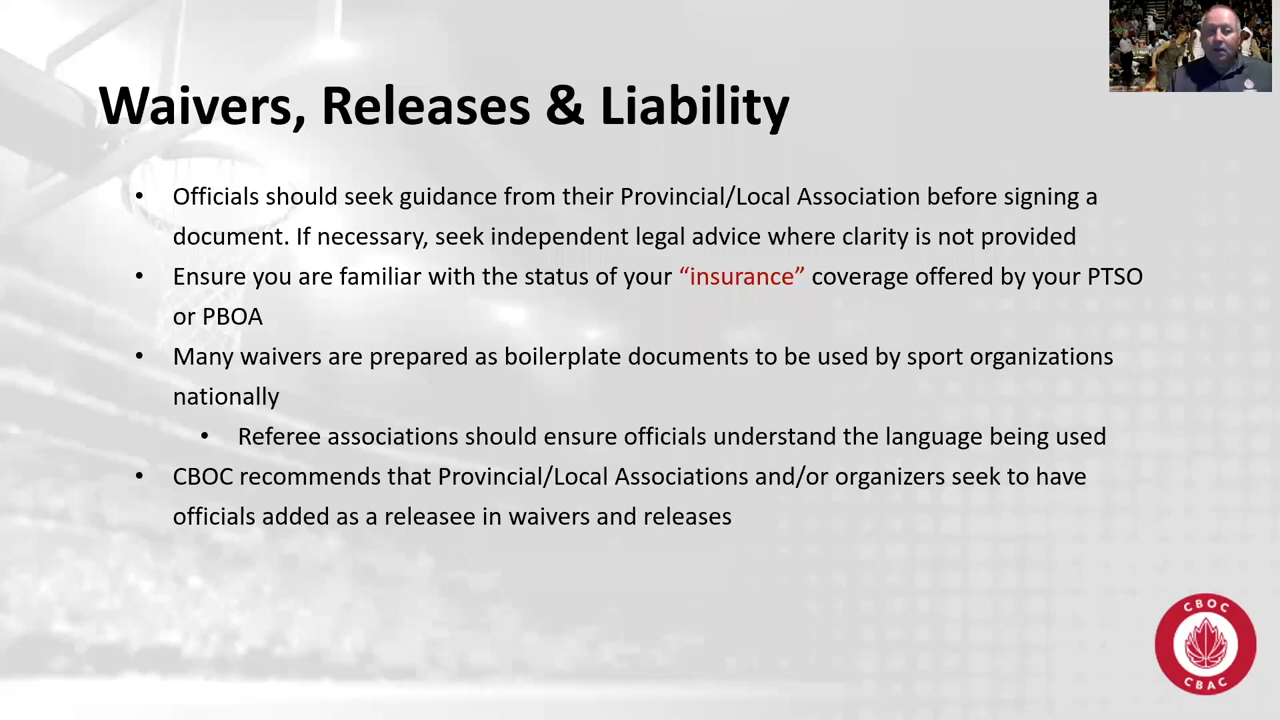 Waivers, Releases & Liability
• Officials should seek guidance from their Provincial/Local Association before signing a
document. If necessary, seek independent legal advice where clarity is not provided
• Ensure you are familiar with the status of your “insurance” coverage offered by your PTSO
or PBOA
• Many waivers are prepared as boilerplate documents to be used by sport organizations
nationally
• Referee associations should ensure officials understand the language being used
• CBOC recommends that Provincial/Local Associations and/or organizers seek to have
officials added as a releasee in waivers and releases
CBOC
CBAC